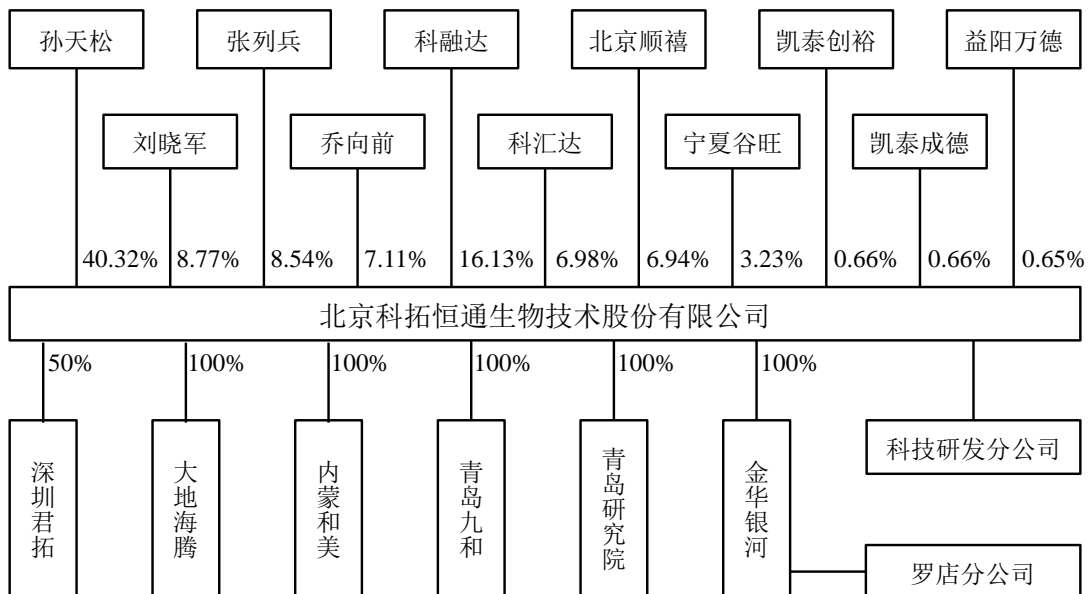 孙天松
张列兵
科融达
北京顺禧
凯泰创裕
益阳万德
刘晓军
乔向前
科汇达
宁夏谷旺
凯泰成德
40.32%
8.77%
8.54%
7.11%
16.13%
6.98%
6.94%
3.23%
0.66%
0.66%
0.65%
北京科拓恒通生物技术股份有限公司
50%
100%
100%
100%
100%
100%
深圳君拓
大地海腾
内蒙和美
青岛九和
青岛研究院
金华银河
科技研发分公司
罗店分公司